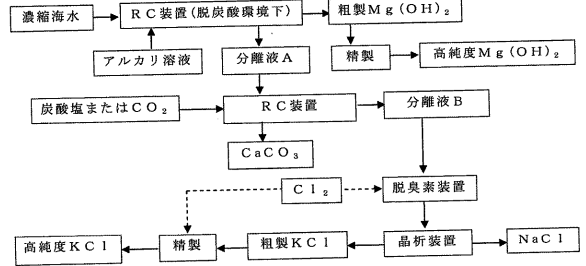 濃縮海水
RC装置(脱炭酸環境下)
粗製Mg(OH)2
アルカリ溶液
分離液A
精製
高純度Mg(OH)2
炭酸塩またはCO2
RC装置
分離液B
CaCO3
Cl2
脱臭素装置
高純度KCl
精製
粗製KCl
晶析装置
NaCl